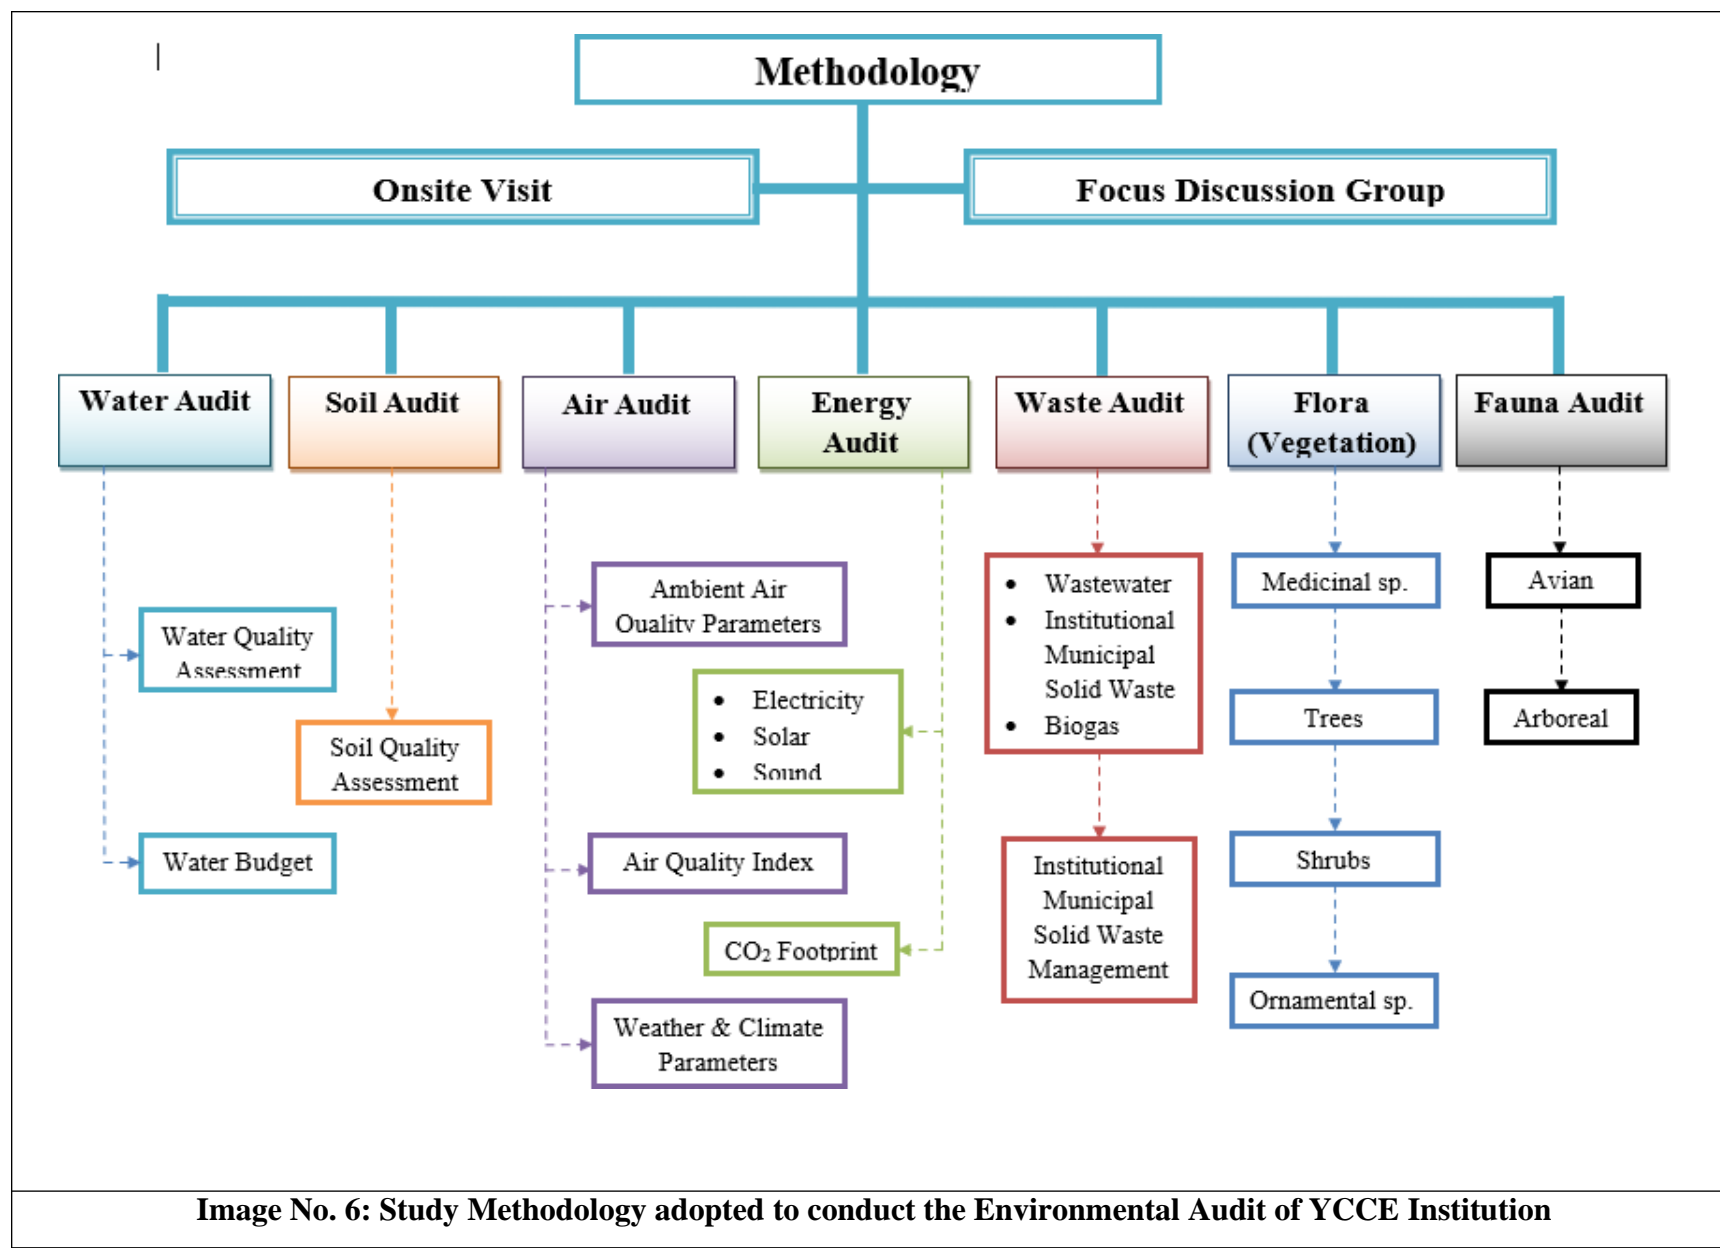 Methodology
Onsite Visit
Focus Discussion Group
Water Audit
Soil Audit
Air Audit
Energy
Audit
Waste Audit
Flora
(Vegetation)
Fauna Audit
Water Quality
Assessment
Water Budget
Soil Quality
Assessment
Ambient Air
Quality Parameters
Air Quality Index
Weather & Climate
Parameters
• Electricity
• Solar
• Sound
CO₂ Footprint
• Wastewater
• Institutional
Municipal
Solid Waste
• Biogas
Institutional
Municipal
Solid Waste
Management
Medicinal sp.
Trees
Shrubs
Ornamental sp.
Avian
Arboreal
Image No. 6: Study Methodology adopted to conduct the Environmental Audit of YCCE Institution